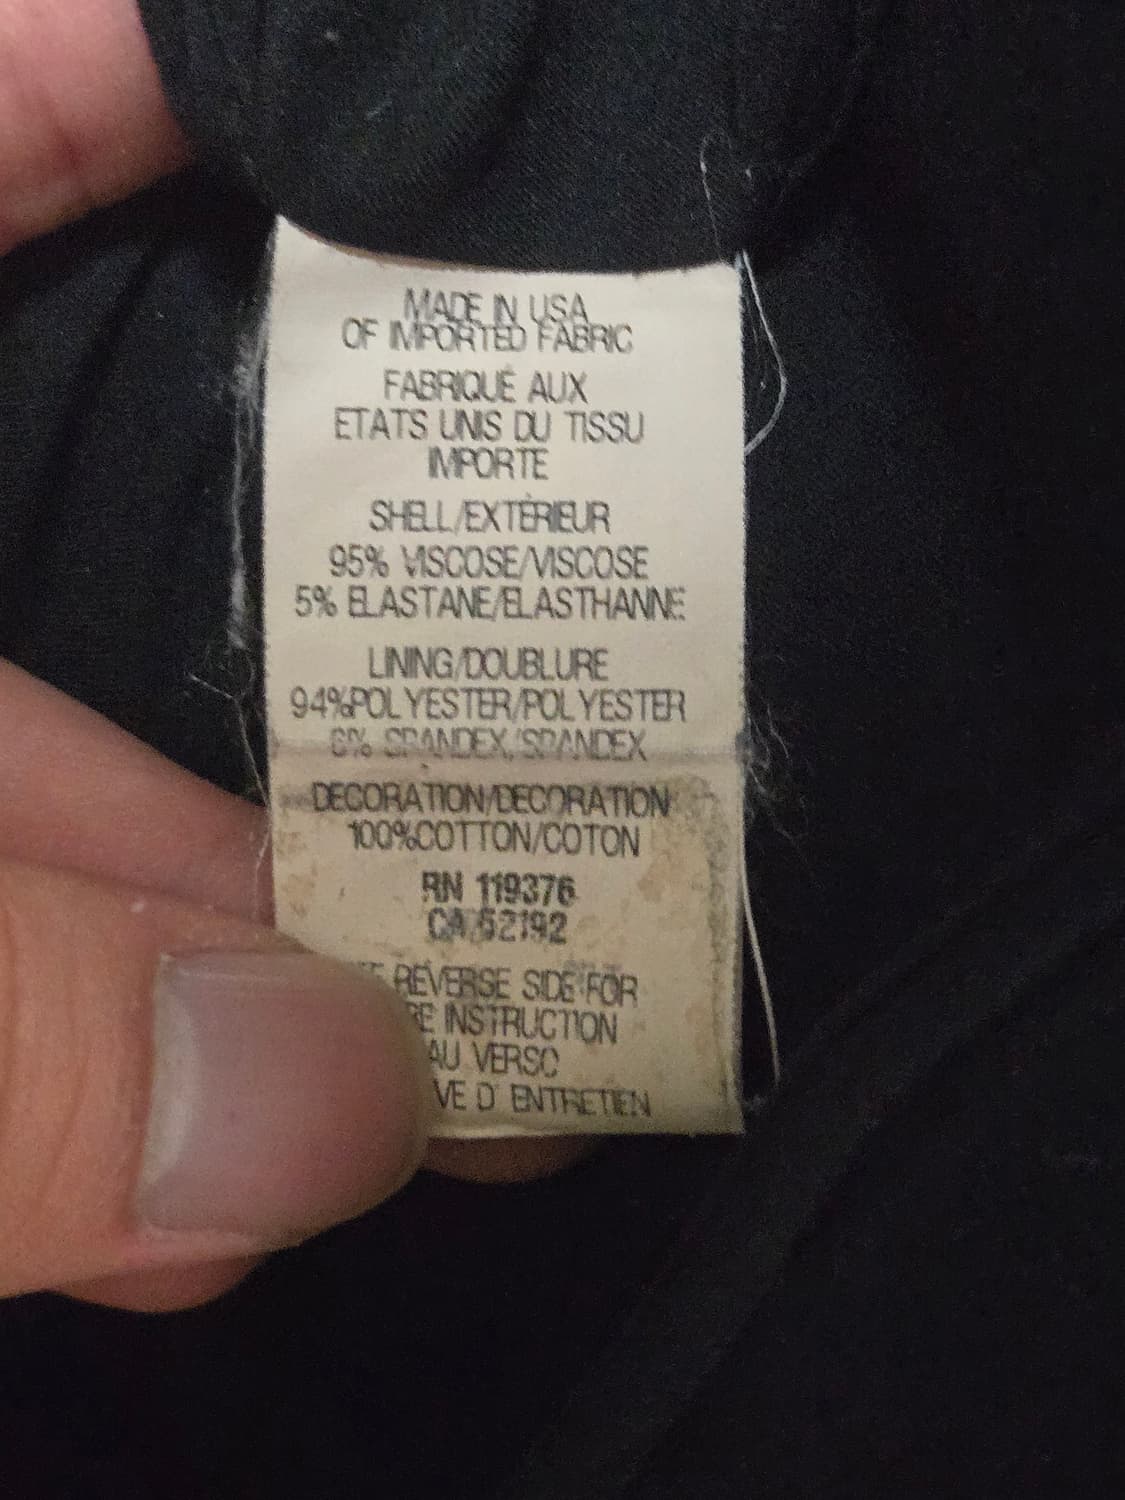 MADE IN USA
OF IMPORTED FABRIC
FABRIQUÉ AUX
ETATS UNIS DU TISSU
IMPORTE
SHELL/EXTÉRIEUR
95% VISCOSE/VISCOSE
5% ELASTANE/ELASTHANNE
LINING/DOUBLURE
94%POLYESTER/POLYESTER
6% SPANDEX/SPANDEX
DECORATION/DECORATION
100%COTTON/COTON
RN 119376
CA 52192
REVERSE SIDE FOR
INSTRUCTION
AU VERSO
D' ENTRETIEN